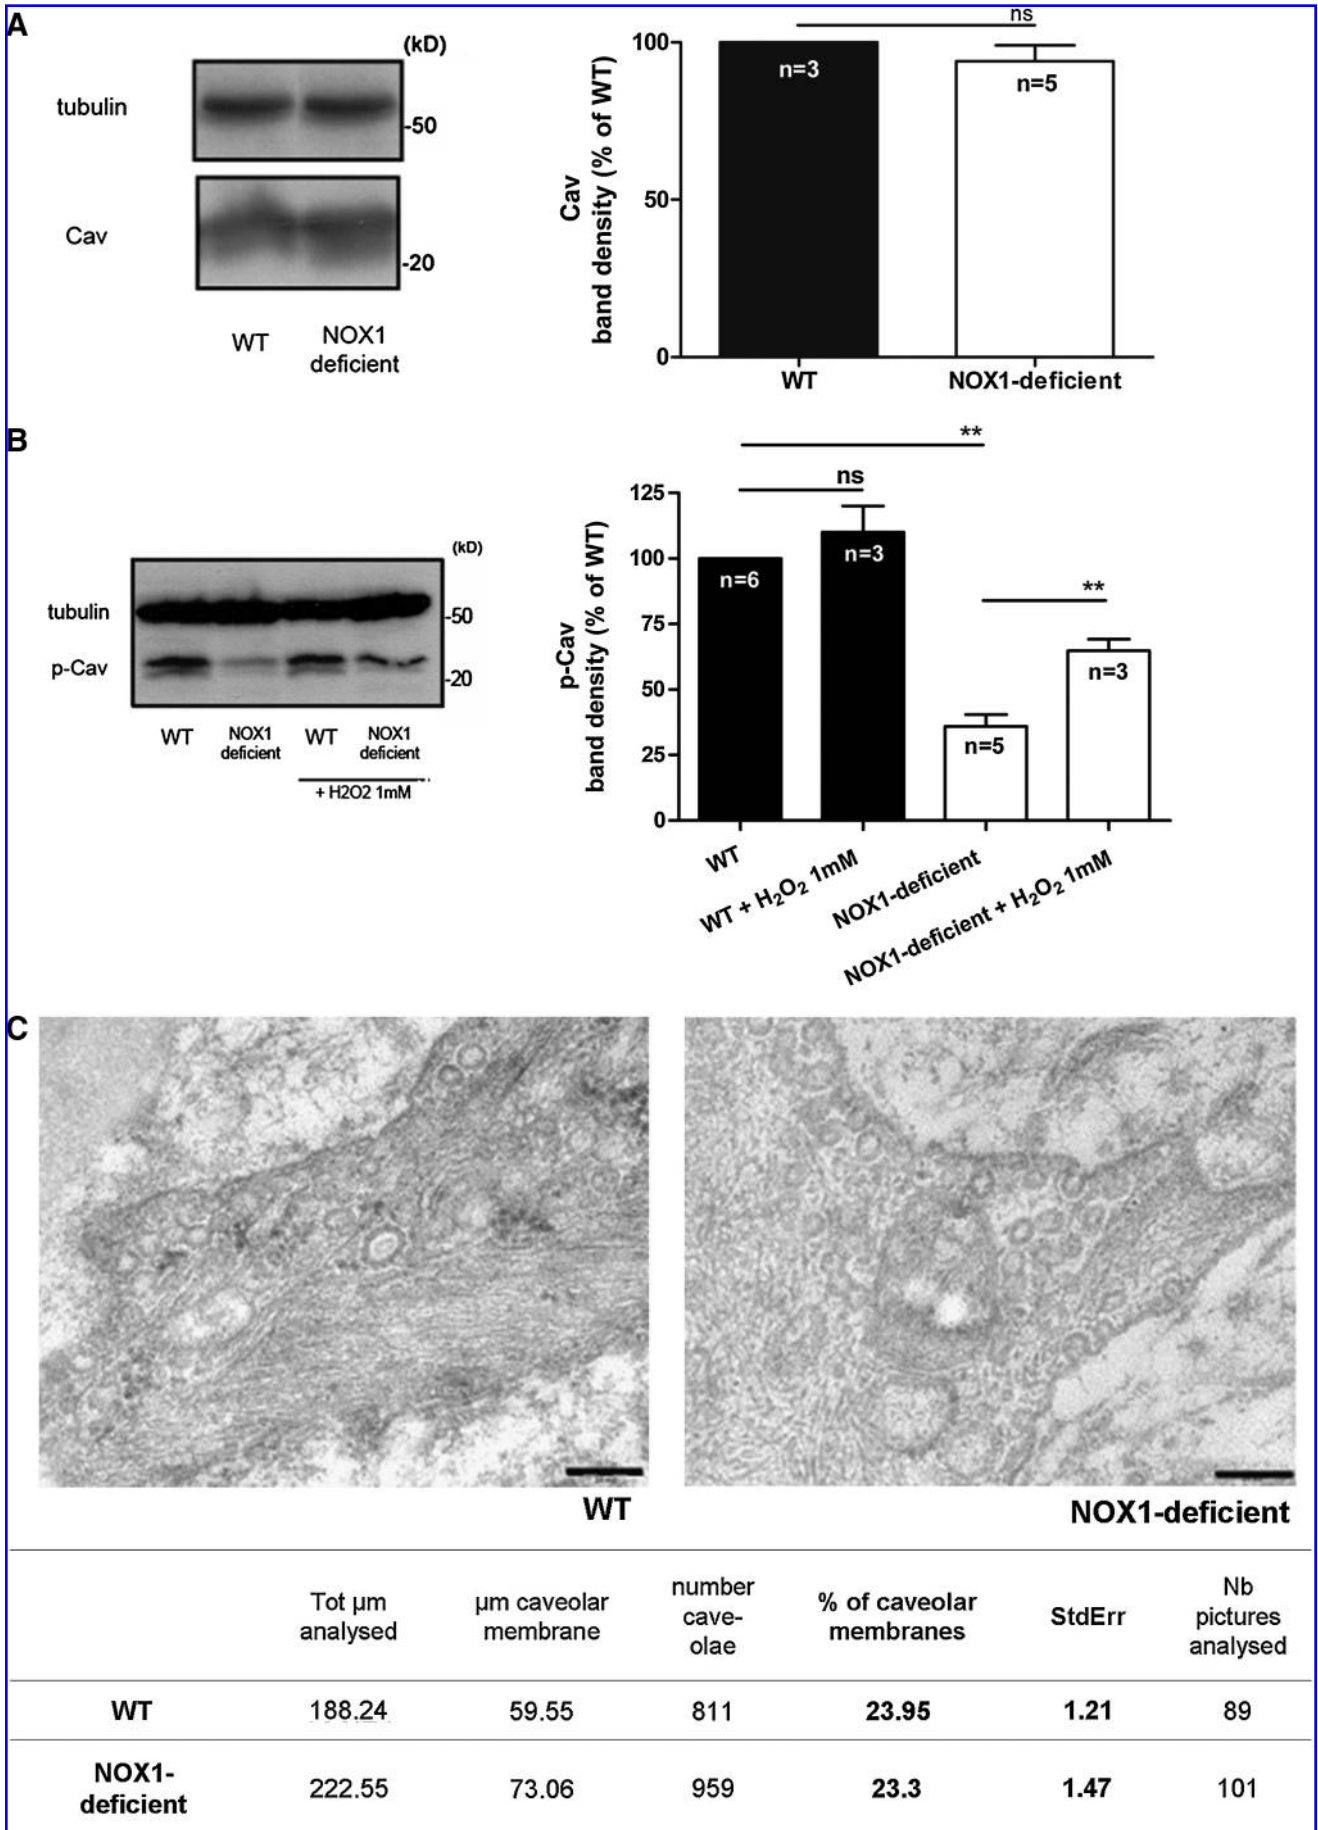 A
(kD)
tubulin
-50
Cav
-20
WT
NOX1
deficient
ns
Cav
band density (% of WT)
100
50
0
n=3
n=5
WT
NOX1-deficient
B
(kD)
tubulin
-50
p-Cav
-20
WT
NOX1
deficient
WT
NOX1
deficient
+ H2O2 1mM
**
ns
**
p-Cav
band density (% of WT)
125
100
75
50
25
0
n=6
n=3
n=5
n=3
WT
WT + H₂O₂ 1mM
NOX1-deficient
NOX1-deficient + H₂O₂ 1mM
C
WT
NOX1-deficient
Tot µm
analysed
µm caveolar
membrane
number
cave-
olae
% of caveolar
membranes
StdErr
Nb
pictures
analysed
WT 188.24 59.55 811 23.95 1.21 89
NOX1-
deficient 222.55 73.06 959 23.3 1.47 101